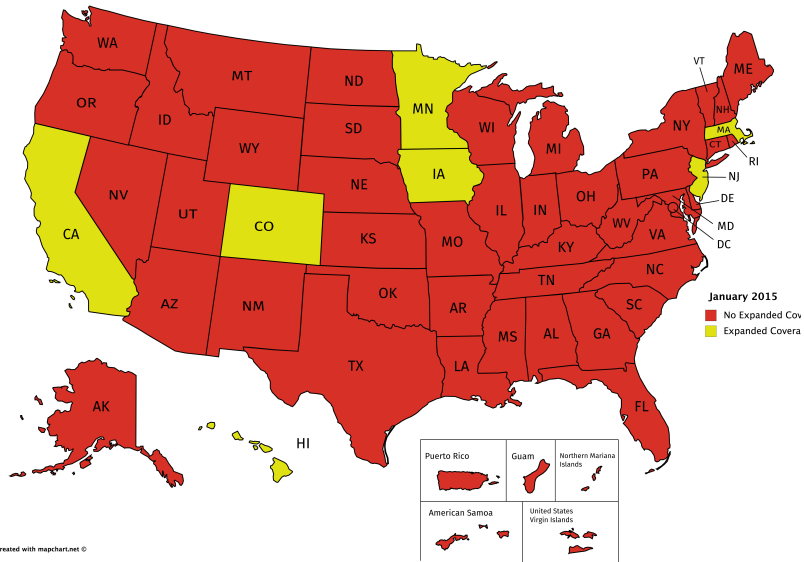 WA
MT
ND
MN
VT
ME
OR
ID
SD
WI
MI
NY
NH
MA
CT
RI
WY
IA
PA
NJ
NV
UT
NE
IL
IN
OH
DE
CA
CO
KS
MO
WV
VA
MD
DC
KY
AZ
NM
OK
AR
TN
NC
SC
MS
AL
GA
TX
LA
FL
January 2015
No Expanded Cov
Expanded Covera
AK
HI
Puerto Rico
Guam
Northern Mariana
Islands
American Samoa
United States
Virgin Islands
reated with mapchart.net ©